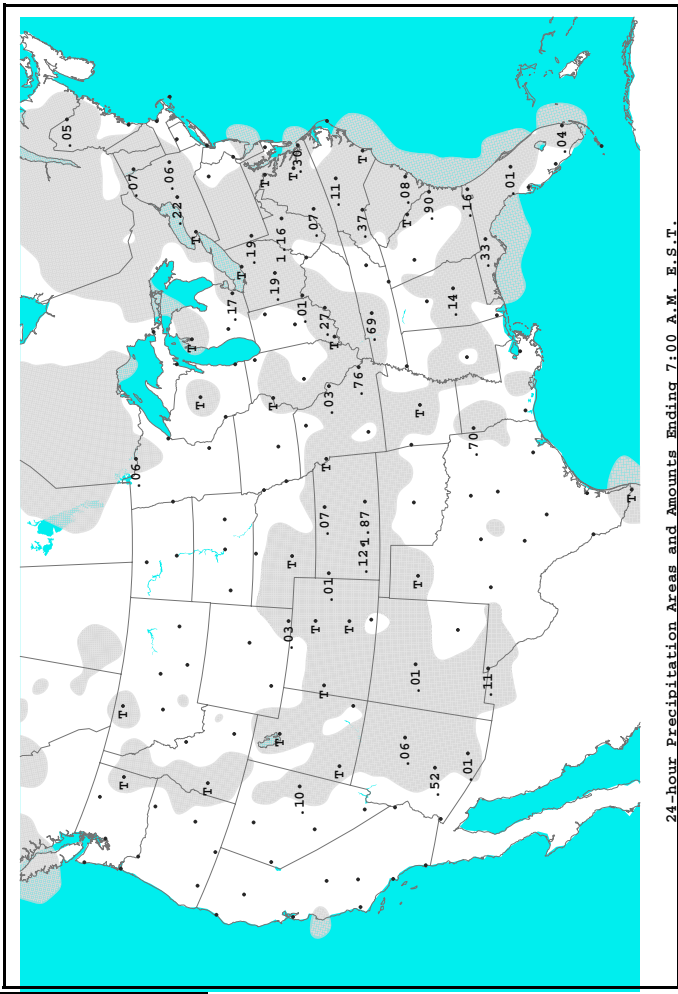 .05
T
T
.07
.06
.06
.22
T
T
T
T
.17
T
.19
T
T
.19
1.16
T
.03
T
T
.30
.10
.01
.07
T
.27
T
.07
T
.01
.03
T
.11
T
T
.76
T
.37
.12
1.87
.69
.06
.08
T
.01
T
T
.90
.52
.14
.16
.01
.70
.33
.11
.01
.04
T
24-hour Precipitation Areas and Amounts Ending 7:00 A.M. E.S.T.